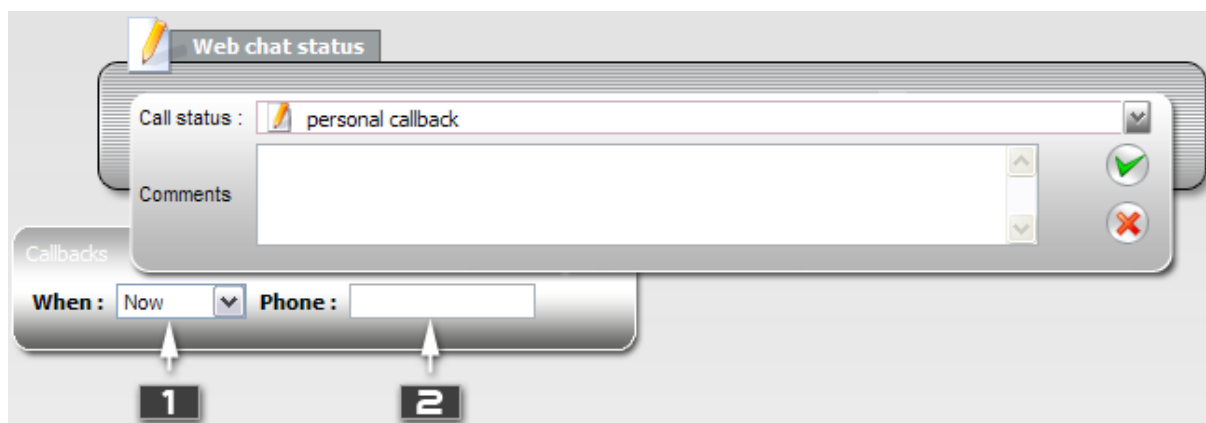 Web chat status
Call status : personal callback
Comments
Callbacks
When : Now Phone :
1 2